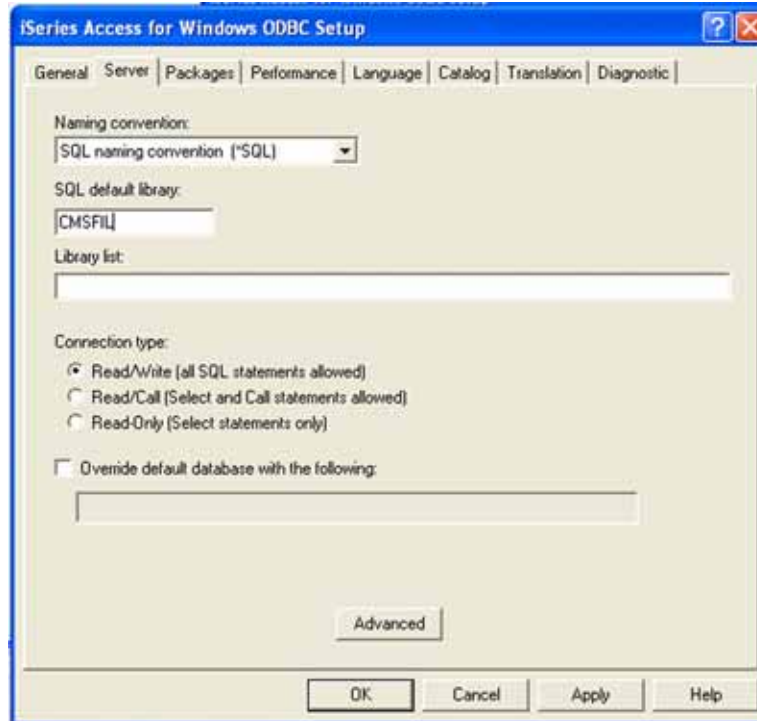 iSeries Access for Windows ODBC Setup
General Server Packages Performance Language Catalog Translation Diagnostic
Naming convention:
SQL naming convention (*SQL)
SQL default library:
CMSFIL
Library list:
Connection type:
Read/Write (all SQL statements allowed)
Read/Call (Select and Call statements allowed)
Read-Only (Select statements only)
Override default database with the following:
Advanced
OK Cancel Apply Help